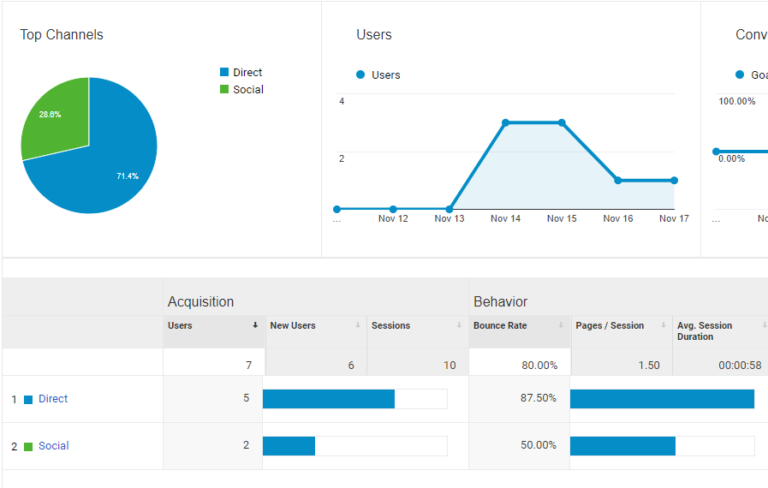 Top Channels
Direct
Social
28.6%
71.4%
Users
Users
4
2
...
Nov 12
Nov 13
Nov 14
Nov 15
Nov 16
Nov 17
Conv
Goa
100.00%
0.00%
...
No
Acquisition
Behavior
Users
New Users
Sessions
Bounce Rate
Pages / Session
Avg. Session
Duration
7
6
10
80.00%
1.50
00:00:58
1
Direct
5
87.50%
2
Social
2
50.00%